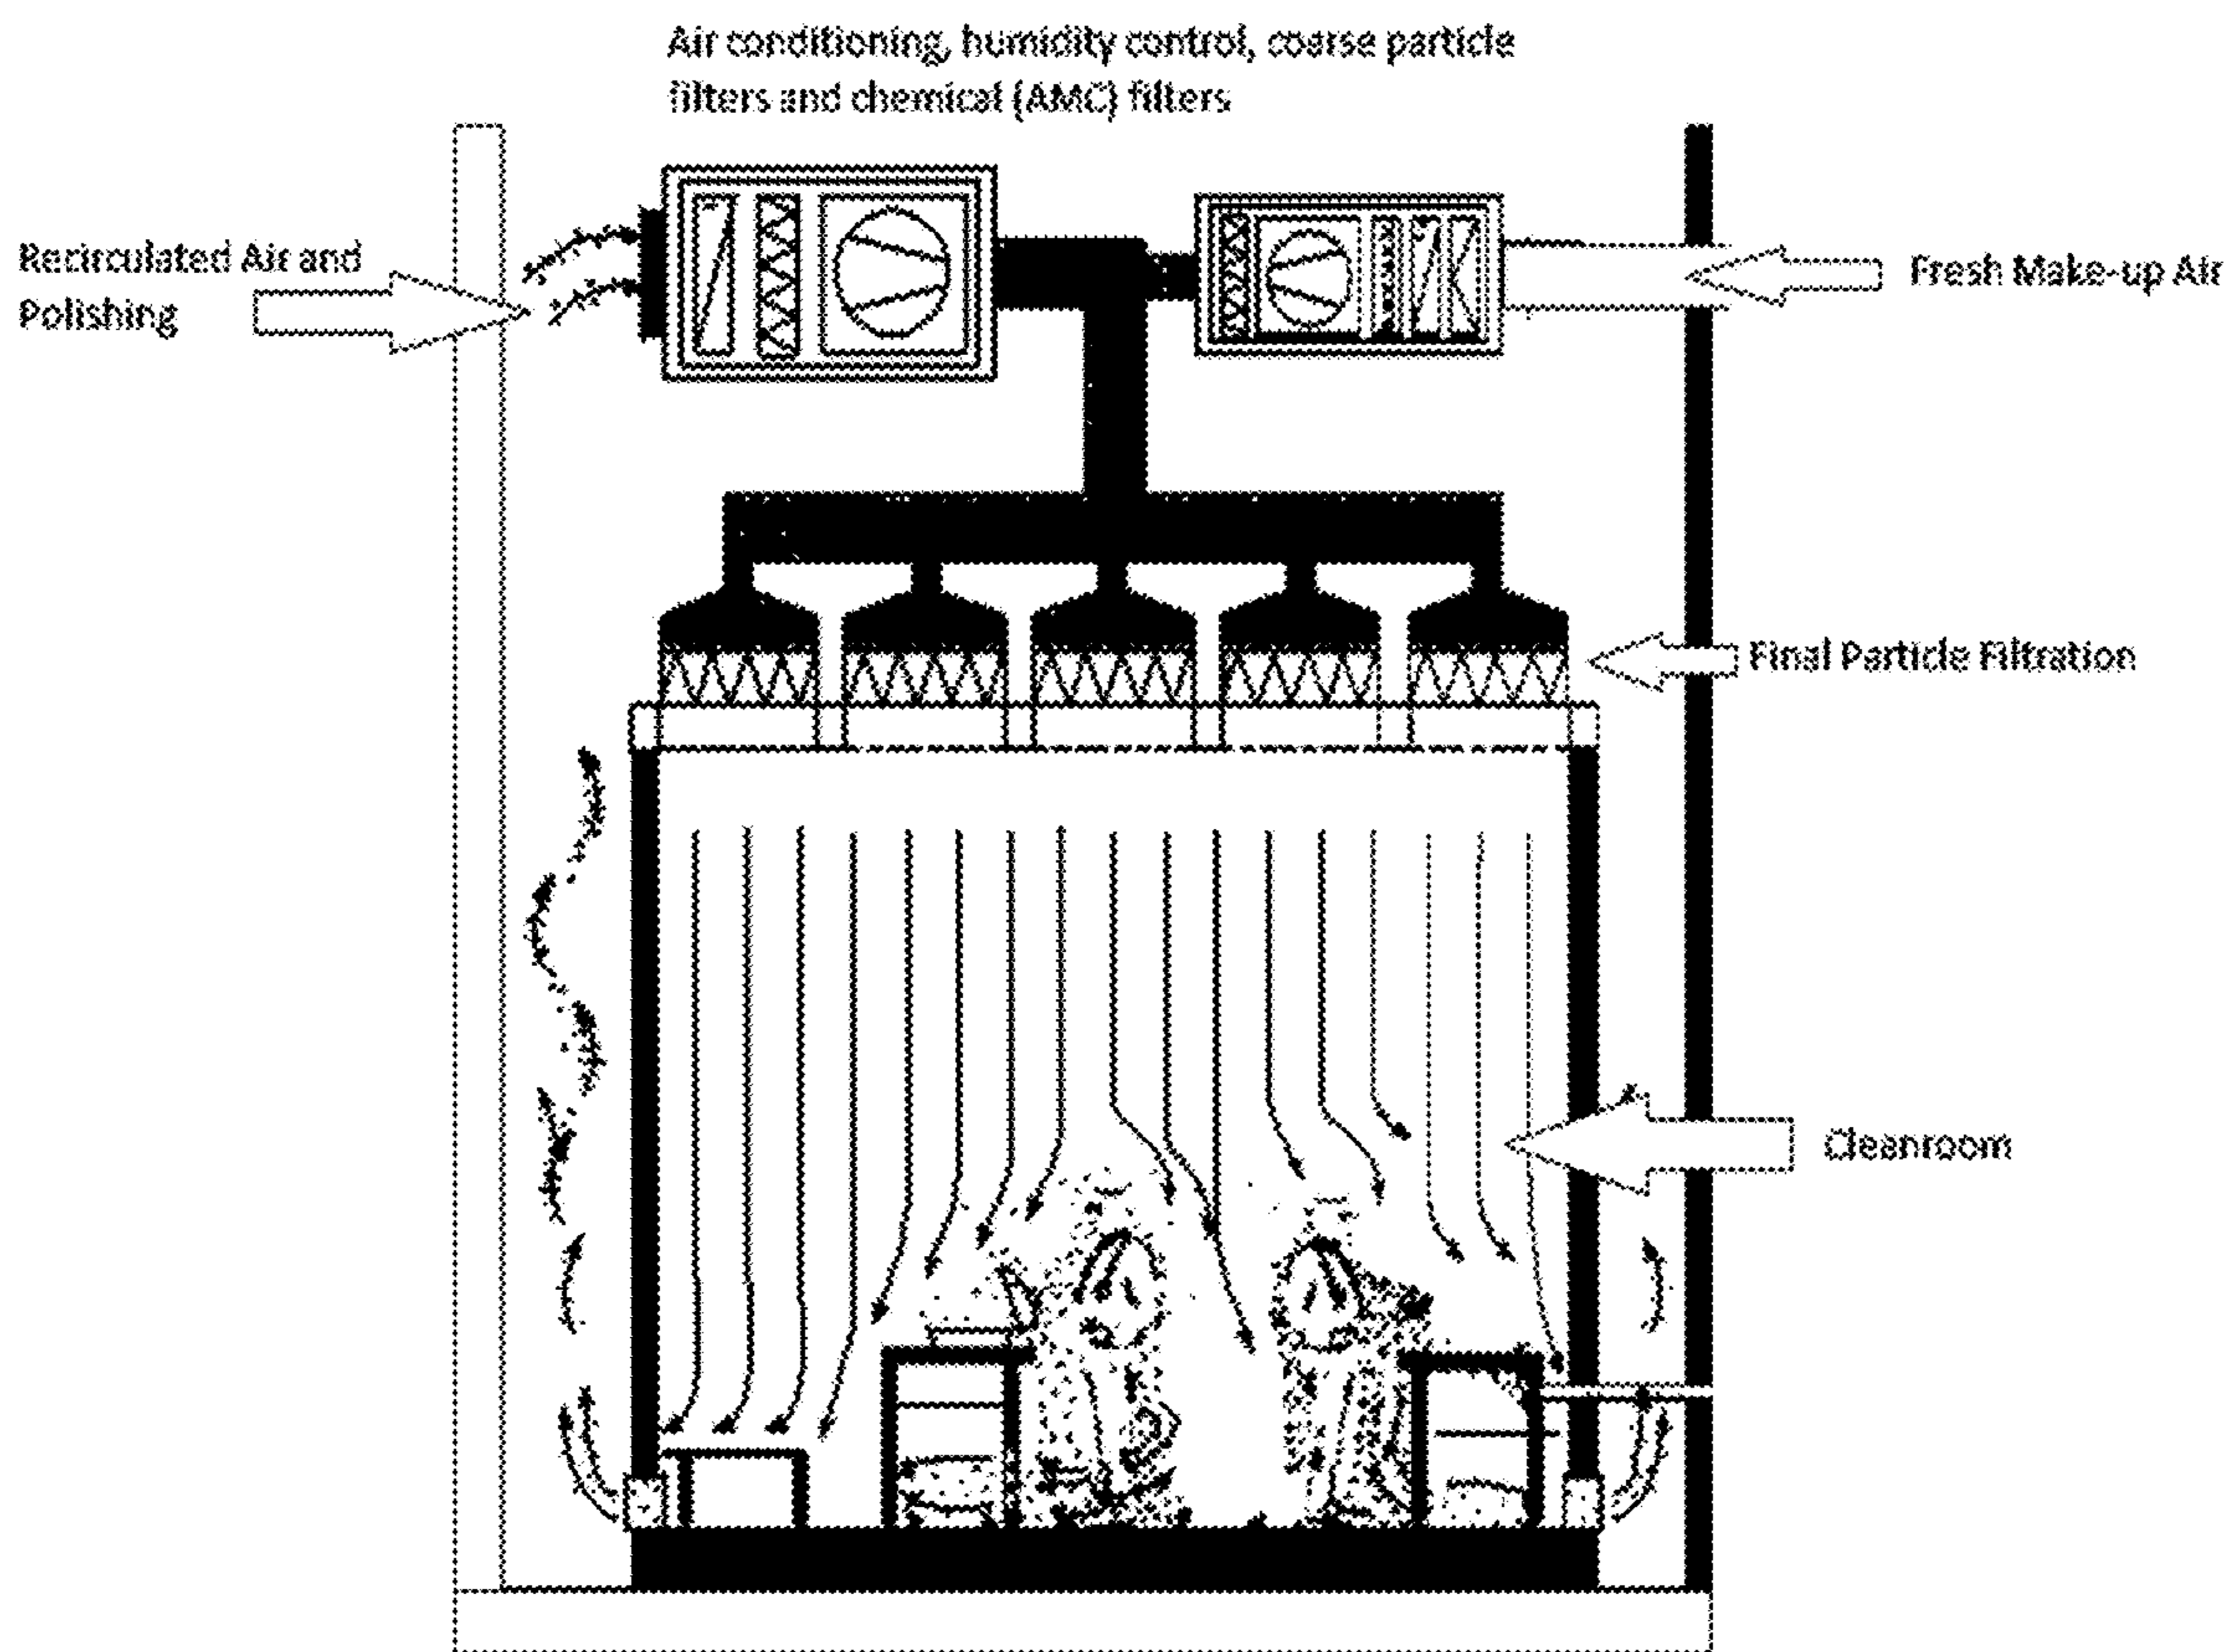 Air conditioning, humidity control, coarse particle
filters and chemical (AMC) filters
Recirculated Air and
Polishing
Fresh Make-up Air
Final Particle Filtration
Cleanroom